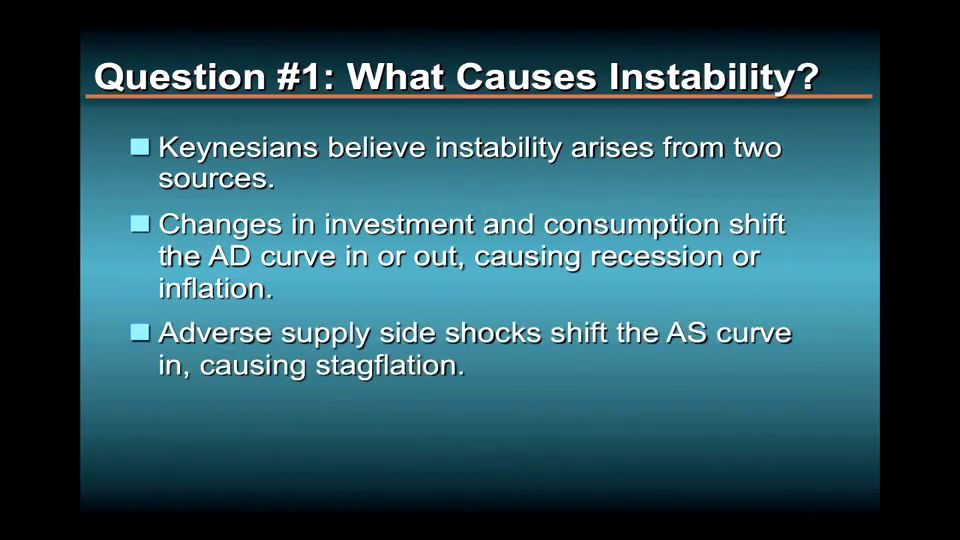 Question #1: What Causes Instability?
Keynesians believe instability arises from two
sources.
Changes in investment and consumption shift
the AD curve in or out, causing recession or
inflation.
Adverse supply side shocks shift the AS curve
in, causing stagflation.